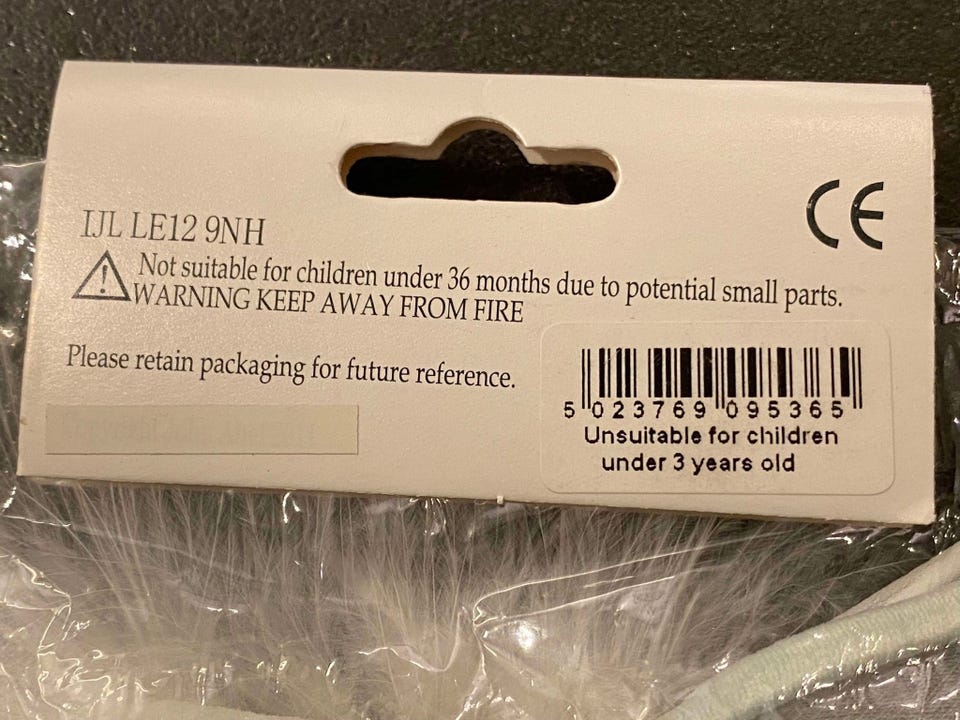 CE
IJL LE12 9NH
Not suitable for children under 36 months due to potential small parts.
WARNING KEEP AWAY FROM FIRE
Please retain packaging for future reference.
5 023769 095365
Unsuitable for children
under 3 years old